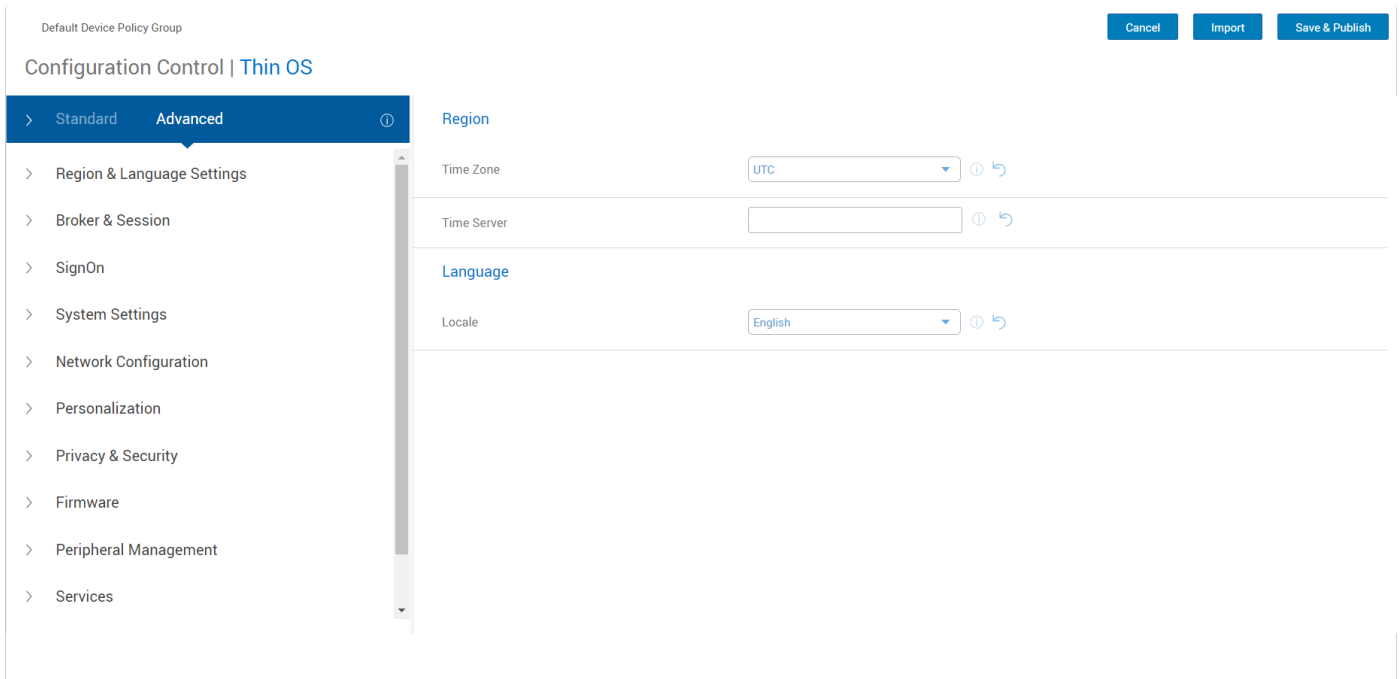 Default Device Policy Group
Cancel
Import
Save & Publish
Configuration Control | Thin OS
Standard
Advanced
Region & Language Settings
Broker & Session
SignOn
System Settings
Network Configuration
Personalization
Privacy & Security
Firmware
Peripheral Management
Services
Region
Time Zone
UTC
Time Server
Language
Locale
English